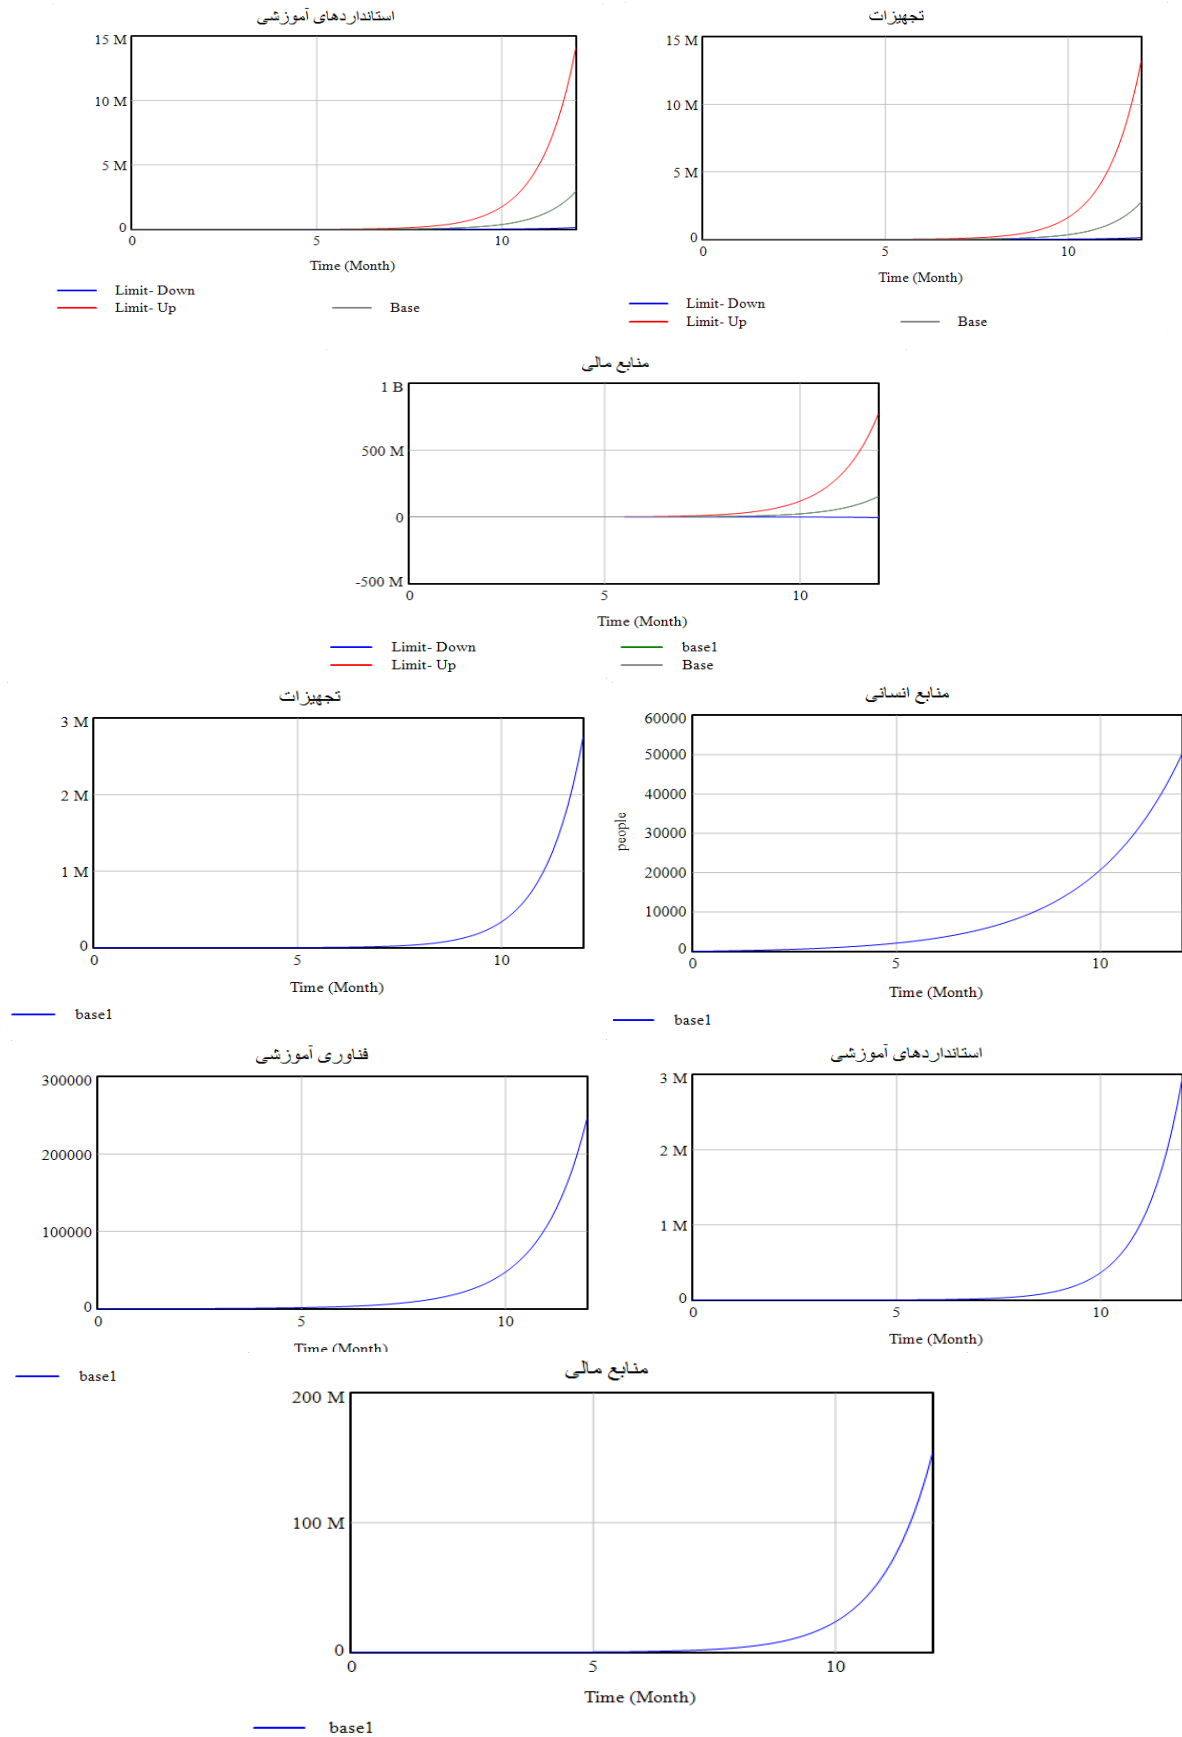 استانداردهای آموزشی
15 M
10 M
5 M
0
0 5 10
Time (Month)
Limit- Down
Limit- Up Base
تجهیزات
15 M
10 M
5 M
0
0 5 10
Time (Month)
Limit- Down
Limit- Up Base
منابع مالی
1 B
500 M
0
-500 M
0 5 10
Time (Month)
Limit- Down base1
Limit- Up Base
تجهیزات
3 M
2 M
1 M
0
0 5 10
Time (Month)
base1
منابع انسانی
60000
50000
40000
30000
20000
10000
0
people
0 5 10
Time (Month)
base1
فناوری آموزشی
300000
200000
100000
0
0 5 10
Time (Month)
base1
استانداردهای آموزشی
3 M
2 M
1 M
0
0 5 10
Time (Month)
منابع مالی
200 M
100 M
0
0 5 10
Time (Month)
base1